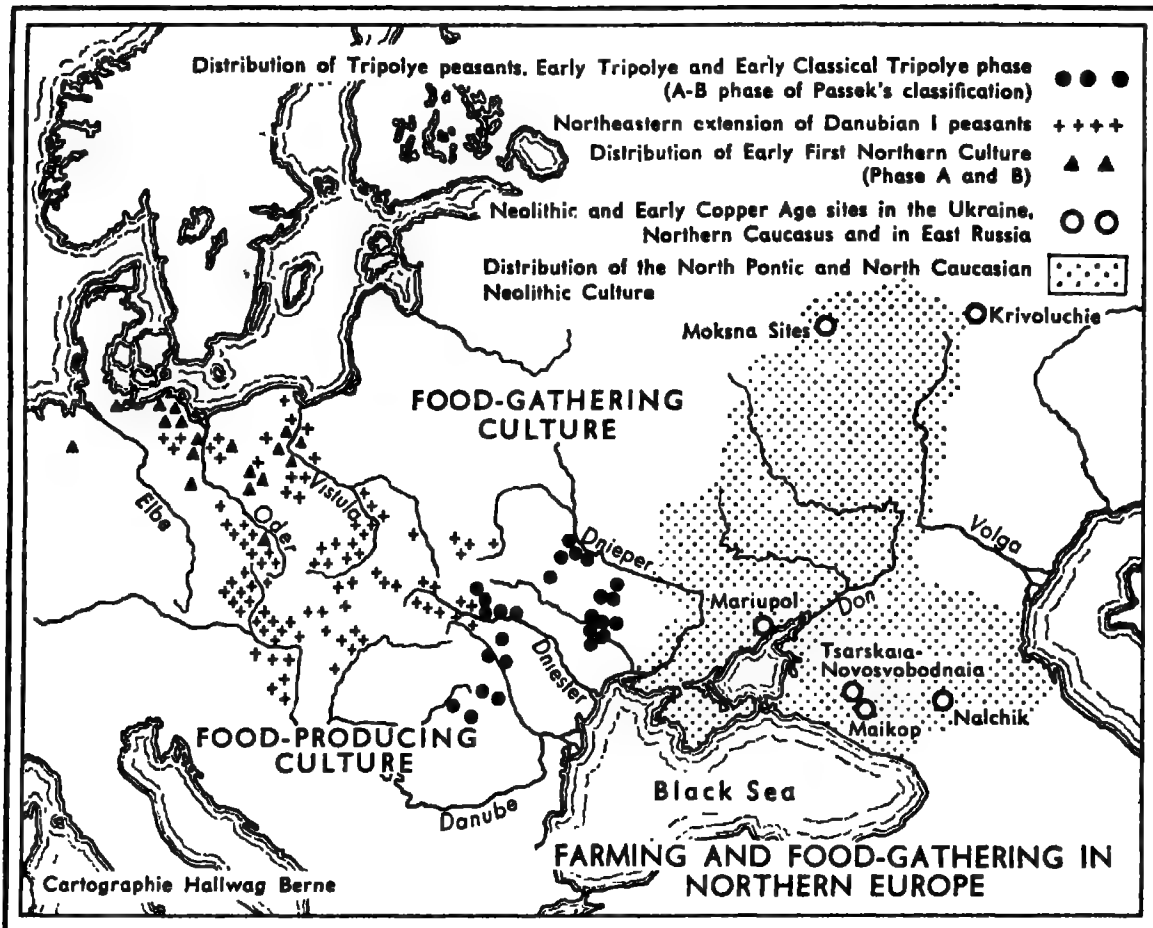 Distribution of Tripolye peasants. Early Tripolye and Early Classical Tripolye phase
(A-B phase of Passek's classification)
Northeastern extension of Danubian I peasants
Distribution of Early First Northern Culture
(Phase A and B)
Neolithic and Early Copper Age sites in the Ukraine,
Northern Caucasus and in East Russia
Distribution of the North Pontic and North Caucasian
Neolithic Culture
Moksna Sites
Krivoluchie
FOOD-GATHERING
CULTURE
Elbe
Vistula
Oder
Dnieper
Volga
Mariupol
Don
Tsarskaia-
Novosvobodnaia
Dniester
Maikop
Nalchik
FOOD-PRODUCING
CULTURE
Danube
Black Sea
FARMING AND FOOD-GATHERING IN
NORTHERN EUROPE
Cartographie Hallwag Berne